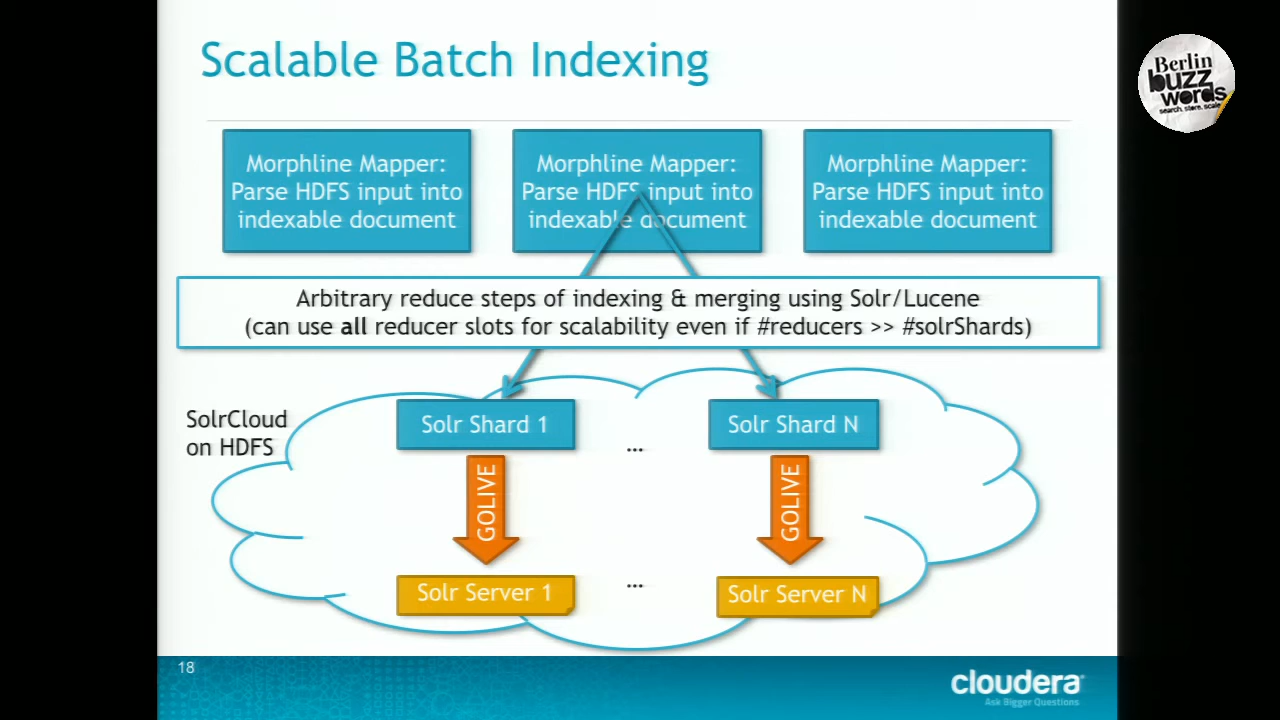 Scalable Batch Indexing
Berlin
buzz
words
search. store. scale.
Morphline Mapper:
Parse HDFS input into
indexable document
Morphline Mapper:
Parse HDFS input into
indexable document
Morphline Mapper:
Parse HDFS input into
indexable document
Arbitrary reduce steps of indexing & merging using Solr/Lucene
(can use all reducer slots for scalability even if #reducers >> #solrShards)
SolrCloud
on HDFS
Solr Shard 1
...
Solr Shard N
GOLIVE
GOLIVE
Solr Server 1
...
Solr Server N
18
cloudera
Ask Bigger Questions